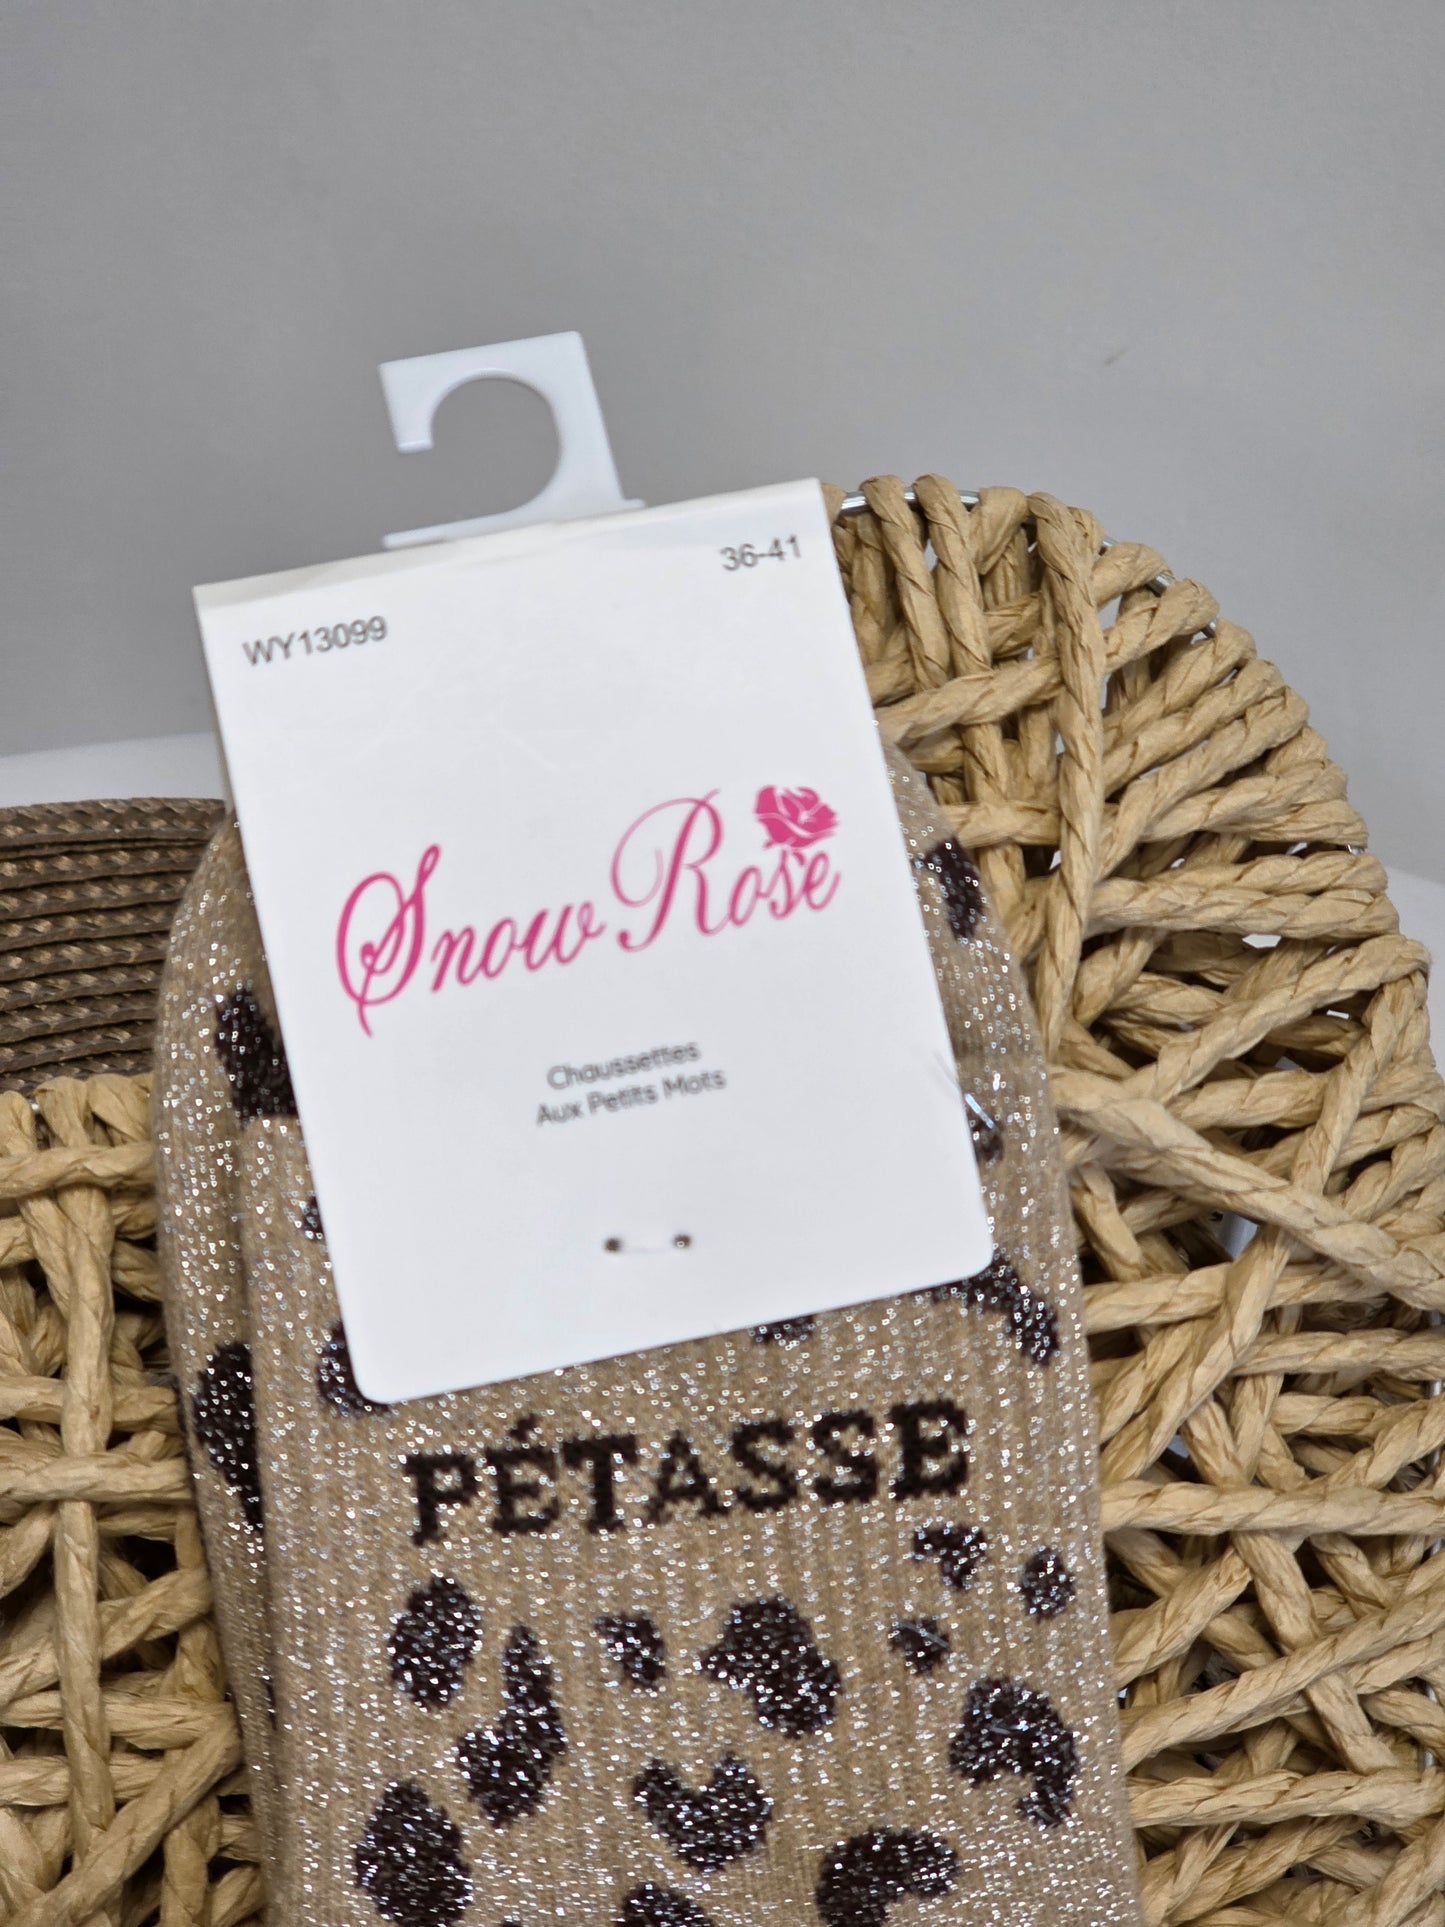 WY13099
36-41
Snow Rose
Chaussettes
Aux Petits Mots
PÉTASSE